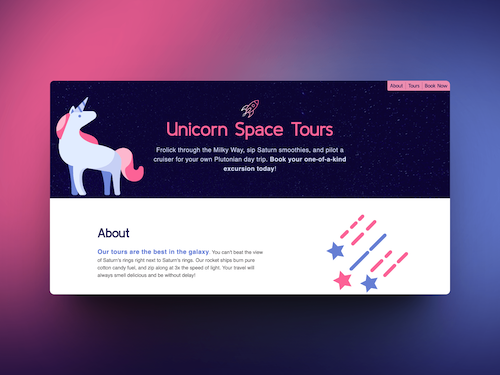 About Tours Book Now
Unicorn Space Tours
Frolick through the Milky Way, sip Saturn smoothies, and pilot a
cruiser for your own Plutonian day trip. Book your one-of-a-kind
excursion today!
About
Our tours are the best in the galaxy. You can't beat the view
of Saturn's rings right next to Saturn's rings. Our rocket ships burn pure
cotton candy fuel, and zip along at 3x the speed of light. Your travel will
always smell delicious and be without delay!